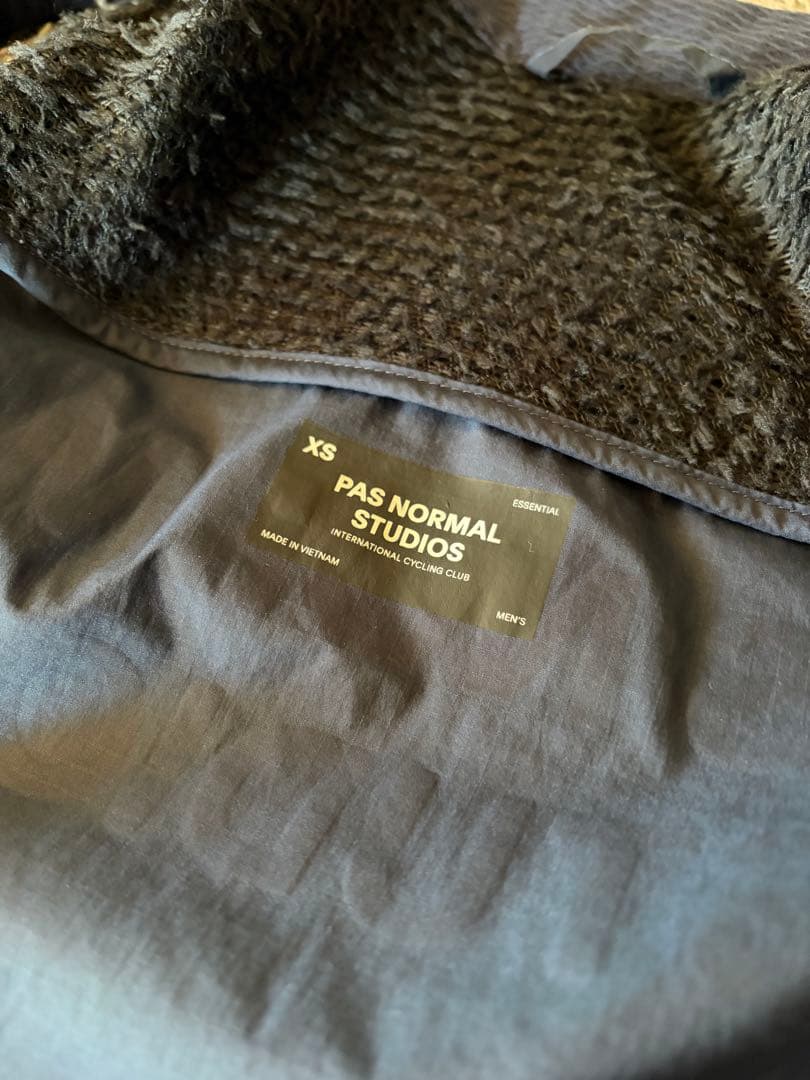 XS
ESSENTIAL
PAS NORMAL
STUDIOS
INTERNATIONAL CYCLING CLUB
MADE IN VIETNAM
MEN'S